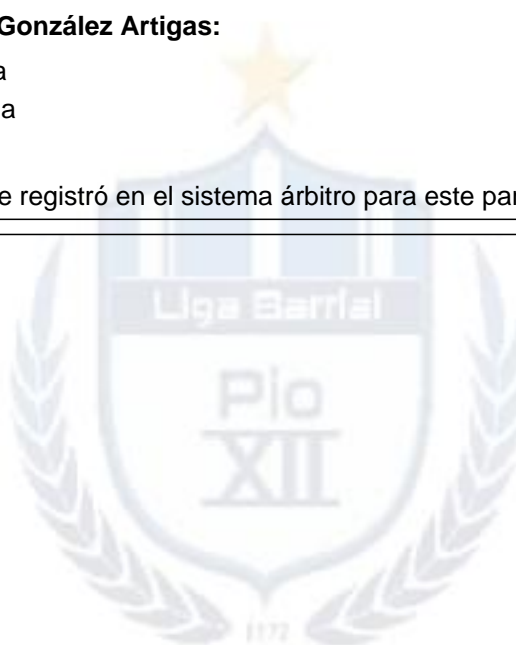 González Artigas:
a
a
e registró en el sistema árbitro para este par
Liga Barrial
Pio
XII